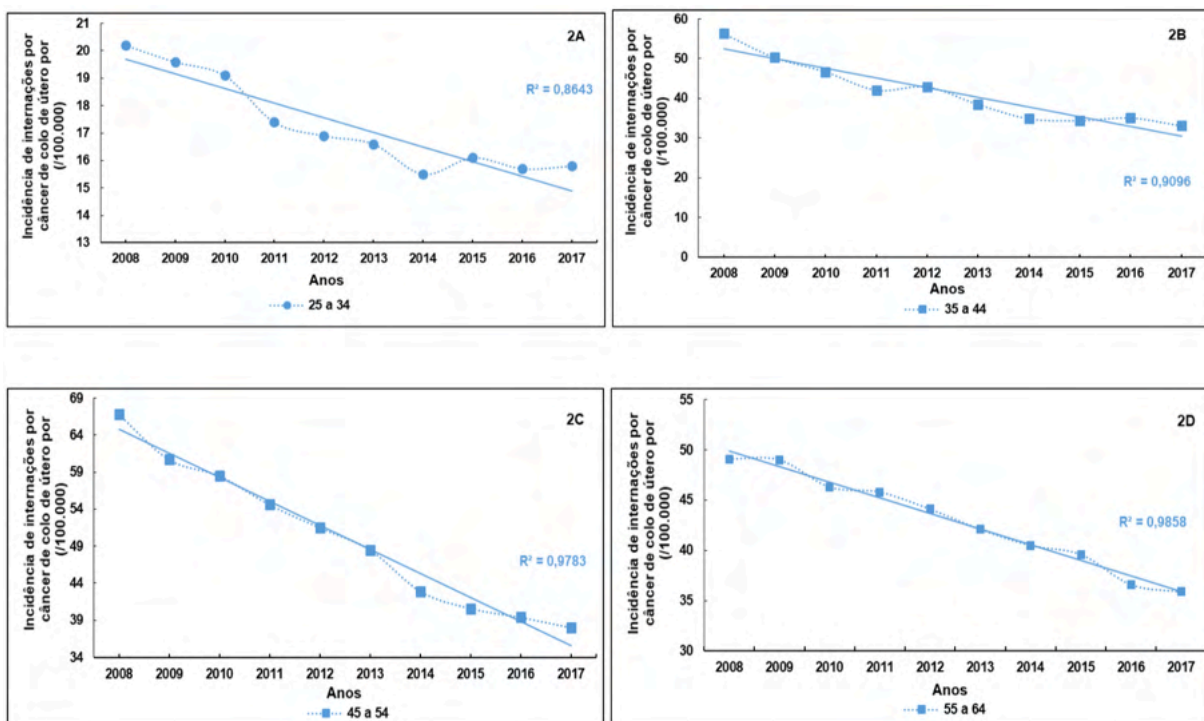 2A
Incidência de internações por
câncer de colo de útero por
(/100.000)
21
20
19
18
17
16
15
14
13
R² = 0,8643
2008 2009 2010 2011 2012 2013 2014 2015 2016 2017
Anos
25 a 34
2B
Incidência de internações por
câncer de colo de útero por
(/100.000)
60
50
40
30
20
10
0
R² = 0,9096
2008 2009 2010 2011 2012 2013 2014 2015 2016 2017
Anos
35 a 44
2C
Incidência de internações por
câncer de colo de útero por
(/100.000)
69
64
59
54
49
44
39
34
R² = 0,9783
2008 2009 2010 2011 2012 2013 2014 2015 2016 2017
Anos
45 a 54
2D
Incidência de internações por
câncer de colo de útero por
(/100.000)
55
50
45
40
35
30
R² = 0,9858
2008 2009 2010 2011 2012 2013 2014 2015 2016 2017
Anos
55 a 64